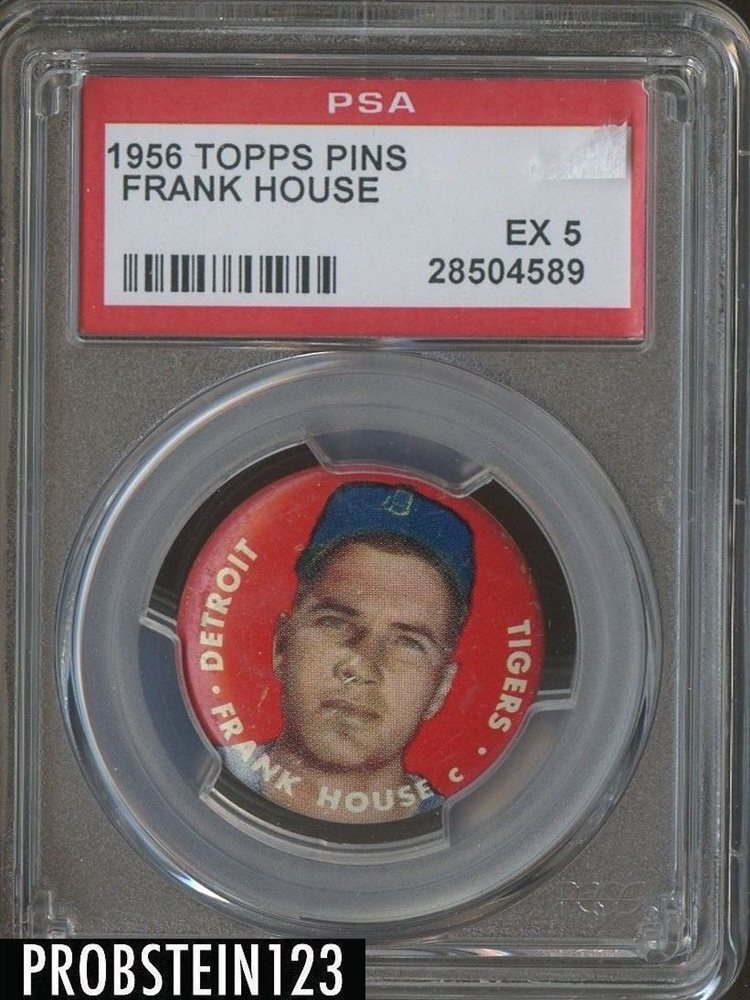 PSA
1956 TOPPS PINS
FRANK HOUSE
EX 5
28504589
DETROIT
TIGERS
FRANK HOUSE C
PROBSTEIN123